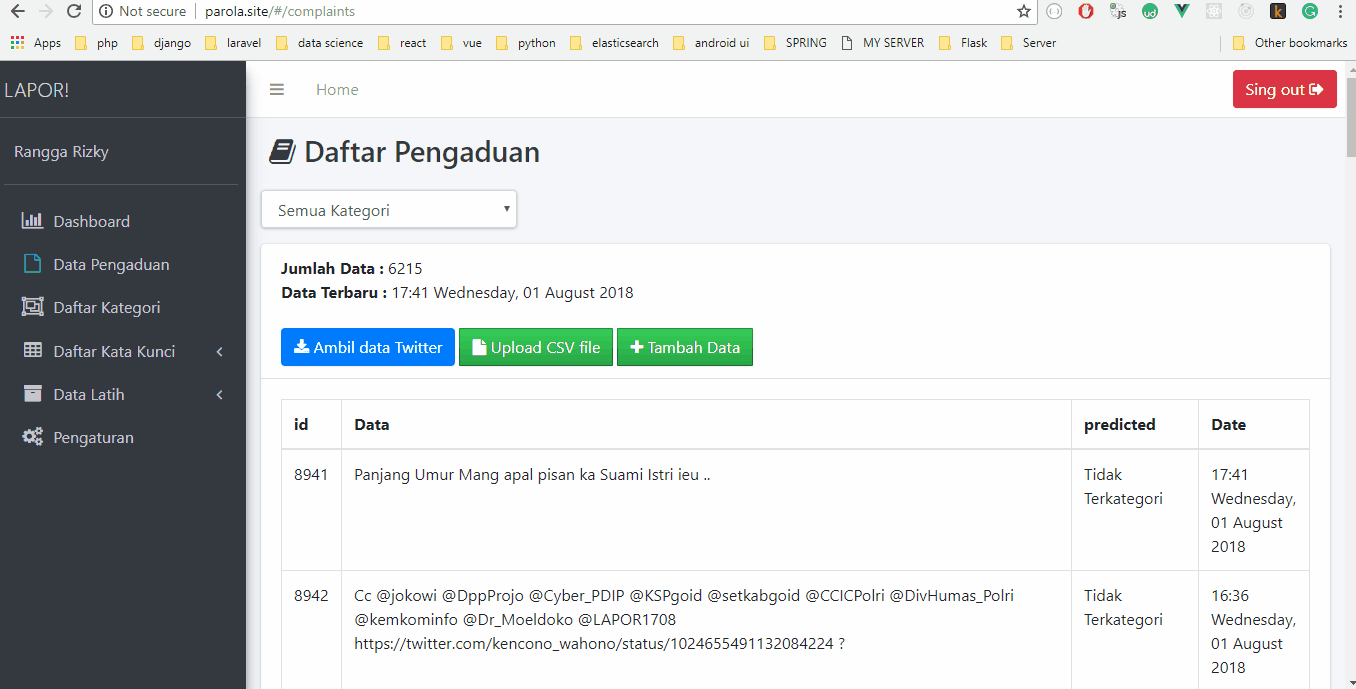 Not secure parola.site/#/complaints
Apps php django laravel data science react vue python elasticsearch android ui SPRING MY SERVER Flask Server Other bookmarks
LAPOR!
Home
Sing out
Rangga Rizky
Dashboard
Data Pengaduan
Daftar Kategori
Daftar Kata Kunci
Data Latih
Pengaturan
Daftar Pengaduan
Semua Kategori
Jumlah Data : 6215
Data Terbaru : 17:41 Wednesday, 01 August 2018
Ambil data Twitter Upload CSV file Tambah Data
id Data predicted Date
8941 Panjang Umur Mang apal pisan ka Suami Istri ieu .. Tidak 17:41
Terkategori Wednesday,
01 August
2018
8942 Cc @jokowi @DppProjo @Cyber_PDIP @KSPgoid @setkabgoid @CCICPolri @DivHumas_Polri Tidak 16:36
@kemkominfo @Dr_Moeldoko @LAPOR1708 Terkategori Wednesday,
https://twitter.com/kencono_wahono/status/1024655491132084224 ? 01 August
2018